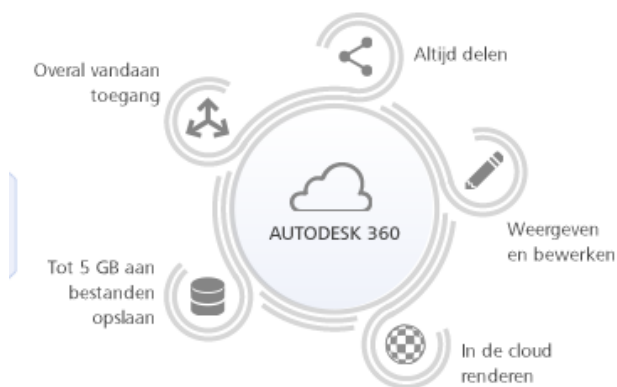 Altijd delen
Overal vandaan
toegang
AUTODESK 360
Weergeven
en bewerken
Tot 5 GB aan
bestanden
opslaan
In de cloud
renderen